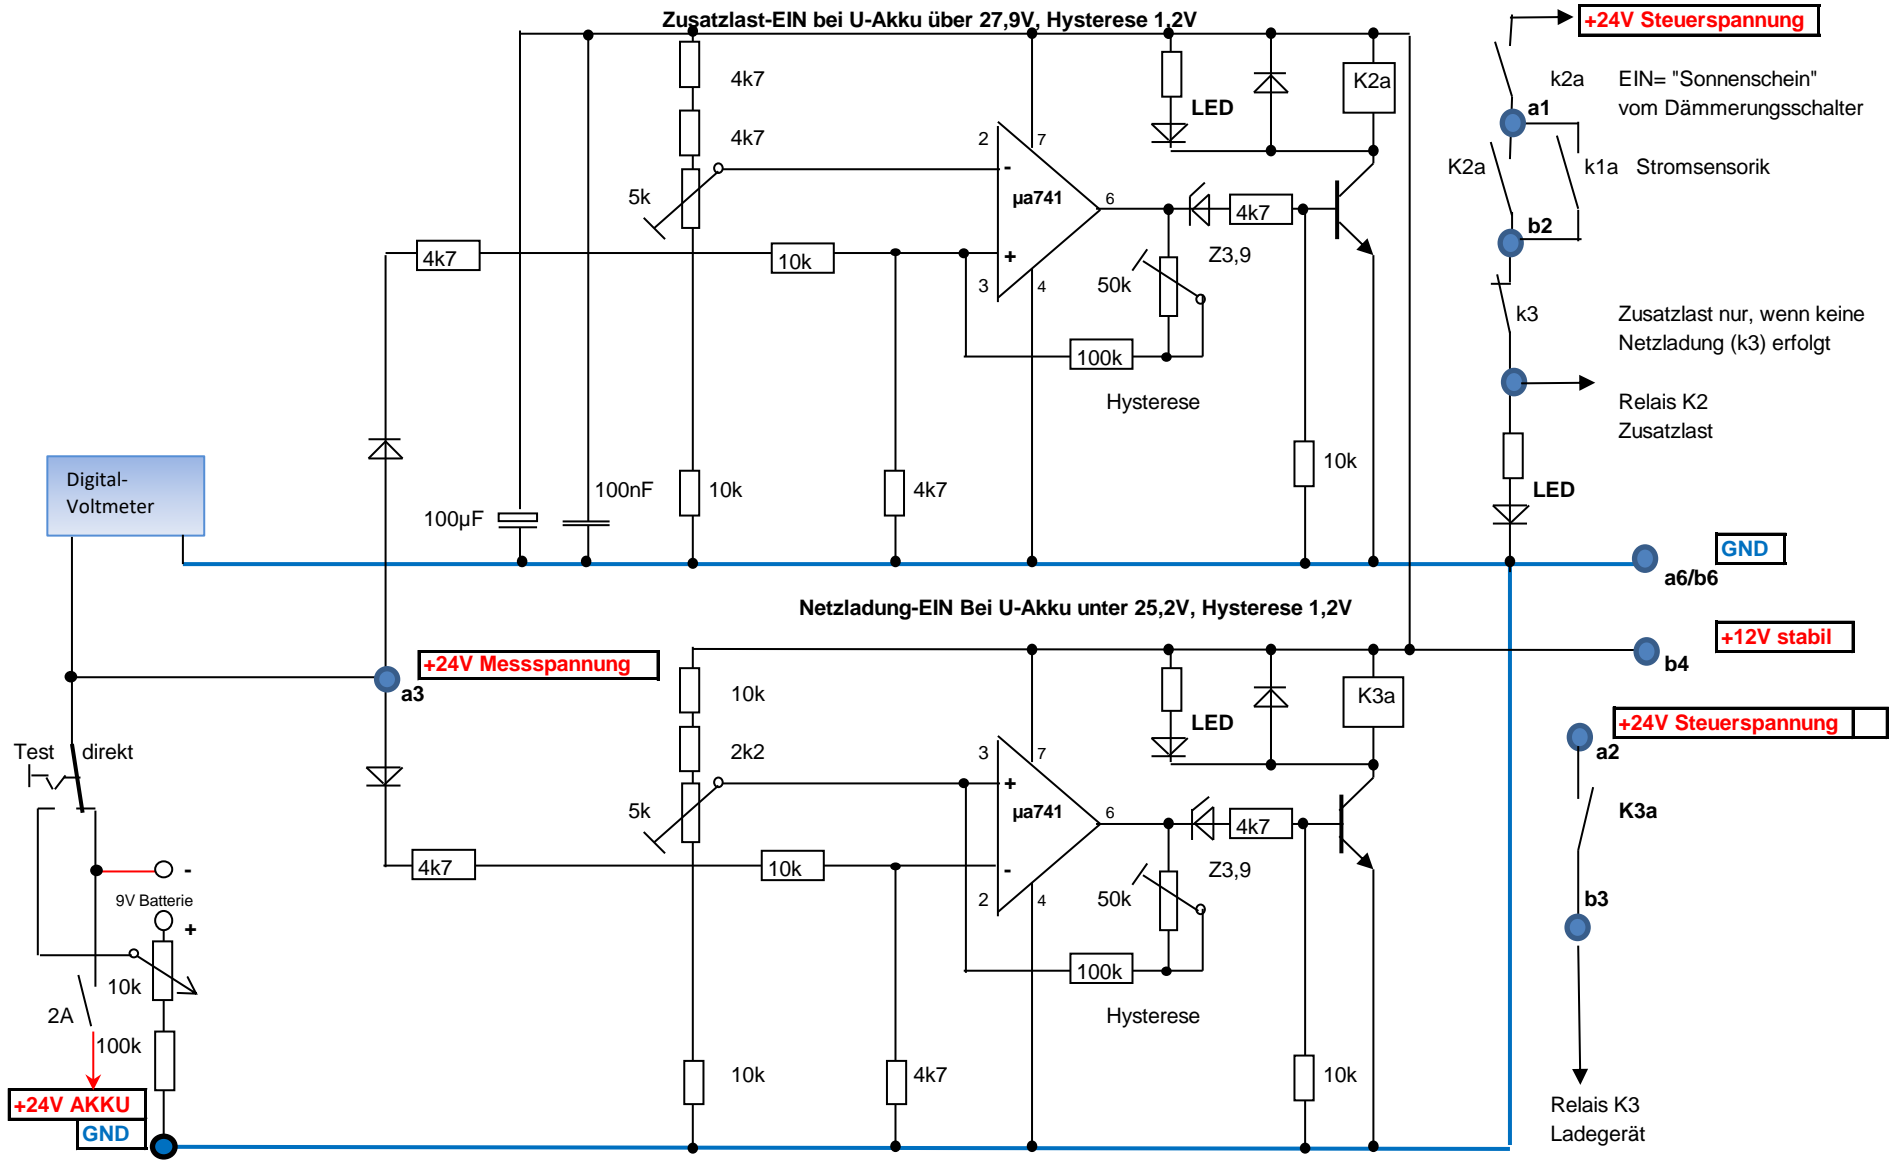 Zusatzlast-EIN bei U-Akku über 27,9V, Hysterese 1,2V
+24V Steuerspannung
4k7
4k7
5k
LED
K2a
k2a
EIN= "Sonnenschein"
vom Dämmerungsschalter
a1
K2a
k1a
Stromsensorik
b2
2
7
-
µa741
6
+
3
4
4k7
10k
4k7
Z3,9
50k
100k
Hysterese
k3
Zusatzlast nur, wenn keine
Netzladung (k3) erfolgt
Relais K2
Zusatzlast
LED
Digital-
Voltmeter
100µF
100nF
10k
4k7
10k
GND
a6/b6
Netzladung-EIN Bei U-Akku unter 25,2V, Hysterese 1,2V
+12V stabil
b4
+24V Messspannung
a3
10k
2k2
5k
LED
K3a
+24V Steuerspannung
a2
K3a
b3
Test
direkt
3
7
+
µa741
6
-
2
4
4k7
10k
4k7
Z3,9
50k
100k
Hysterese
-
9V Batterie
+
10k
2A
100k
+24V AKKU
GND
10k
4k7
10k
Relais K3
Ladegerät